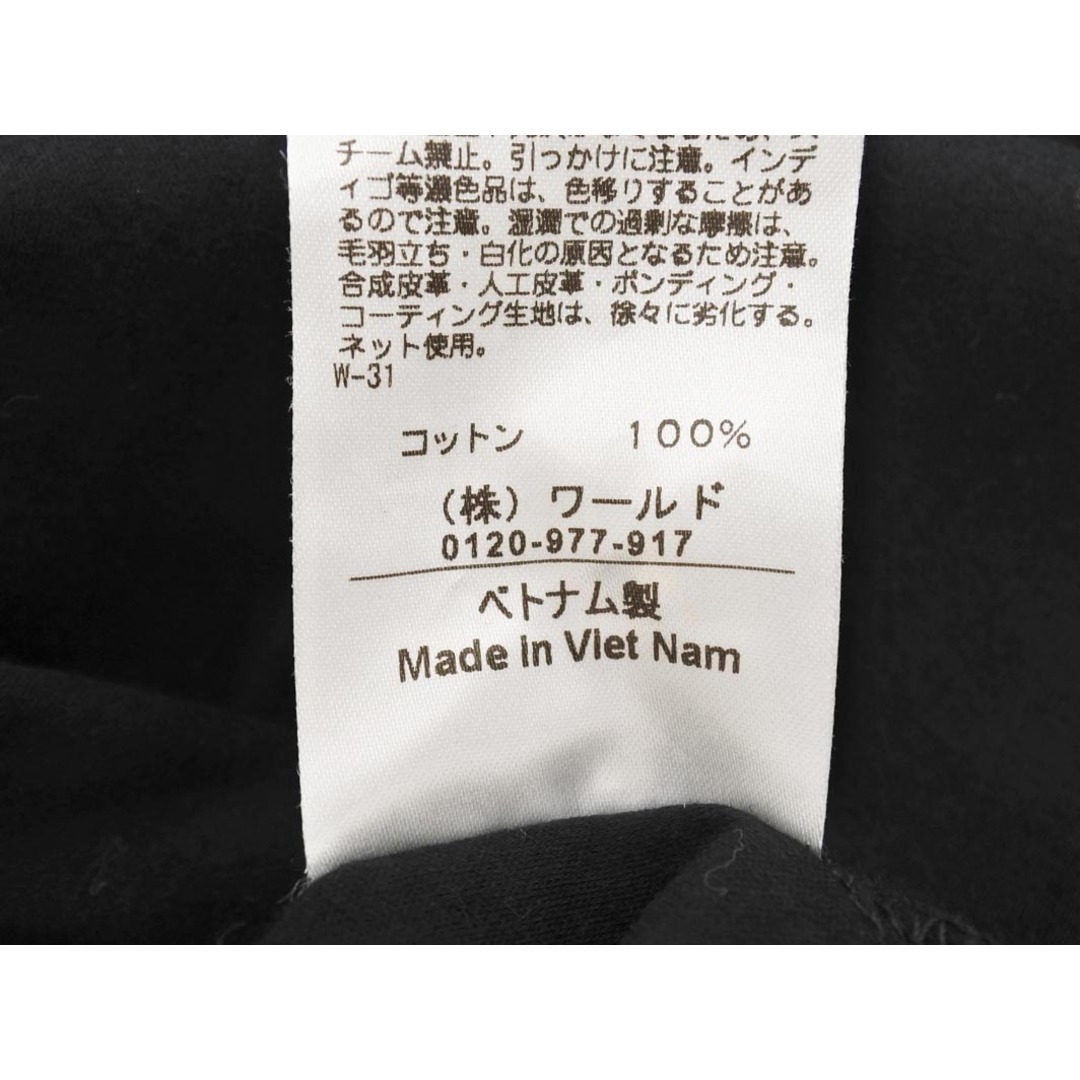 チーム禁止。引っかけに注意。インデ
ィゴ等濃色品は、色移りすることがあ
るので注意。湿潤での過剰な摩擦は、
毛羽立ち・白化の原因となるため注意。
合成皮革・人工皮革・ボンディング・
コーティング生地は、徐々に劣化する。
ネット使用。
W-31
コットン 100%
(株)ワールド
0120-977-917
ベトナム製
Made in Viet Nam